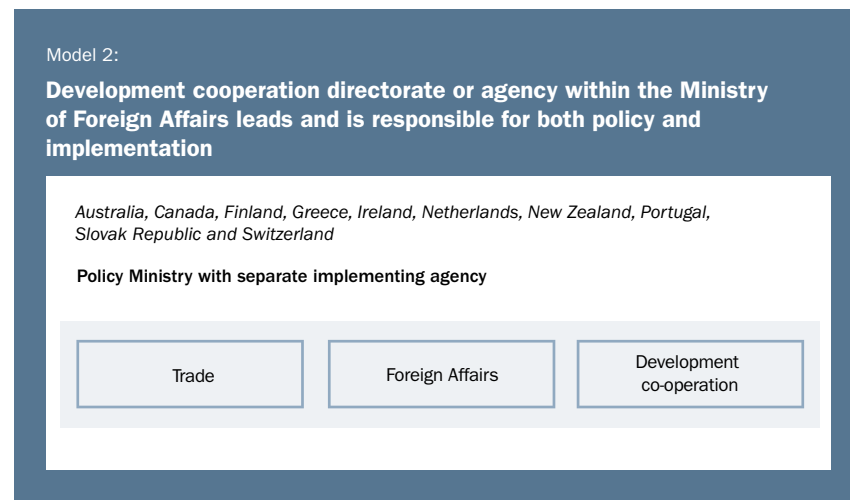 Model 2:
Development cooperation directorate or agency within the Ministry
of Foreign Affairs leads and is responsible for both policy and
implementation
Australia, Canada, Finland, Greece, Ireland, Netherlands, New Zealand, Portugal,
Slovak Republic and Switzerland
Policy Ministry with separate implementing agency
Trade
Foreign Affairs
Development
co-operation